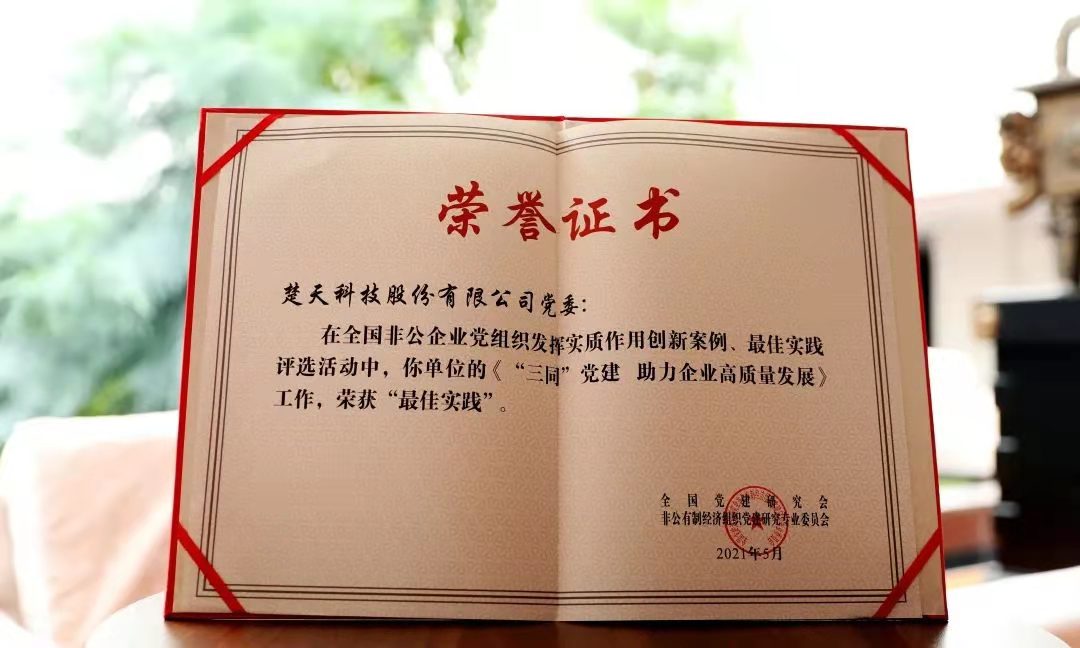 荣誉证书
楚天科技股份有限公司党委：
在全国非公企业党组织发挥实质作用创新案例、最佳实践
评选活动中，你单位的《“三同”党建 助力企业高质量发展》
工作，荣获“最佳实践”。
全国党建研究会
非公有制经济组织党建研究专业委员会
2021年5月